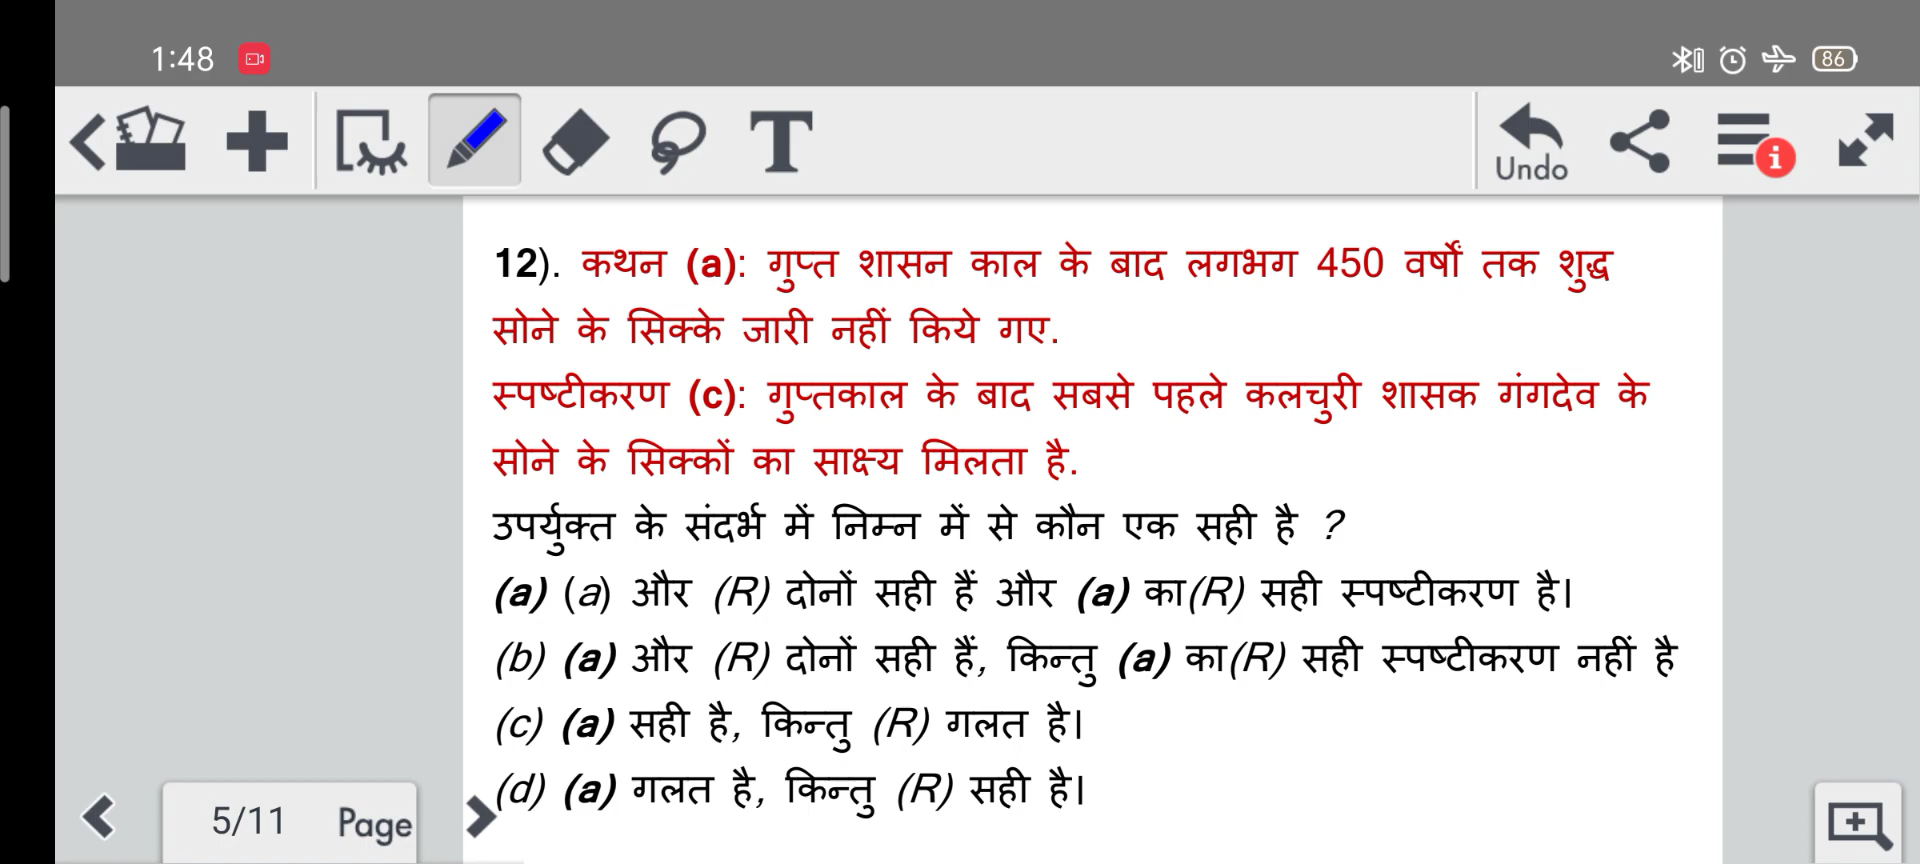 1:48
86
T
Undo
12). कथन (a): गुप्त शासन काल के बाद लगभग 450 वर्षों तक शुद्ध
सोने के सिक्के जारी नहीं किये गए.
स्पष्टीकरण (c): गुप्तकाल के बाद सबसे पहले कलचुरी शासक गंगदेव के
सोने के सिक्कों का साक्ष्य मिलता है.
उपर्युक्त के संदर्भ में निम्न में से कौन एक सही है ?
(a) (a) और (R) दोनों सही हैं और (a) का(R) सही स्पष्टीकरण है।
(b) (a) और (R) दोनों सही हैं, किन्तु (a) का(R) सही स्पष्टीकरण नहीं है
(c) (a) सही है, किन्तु (R) गलत है।
(d) (a) गलत है, किन्तु (R) सही है।
5/11 Page